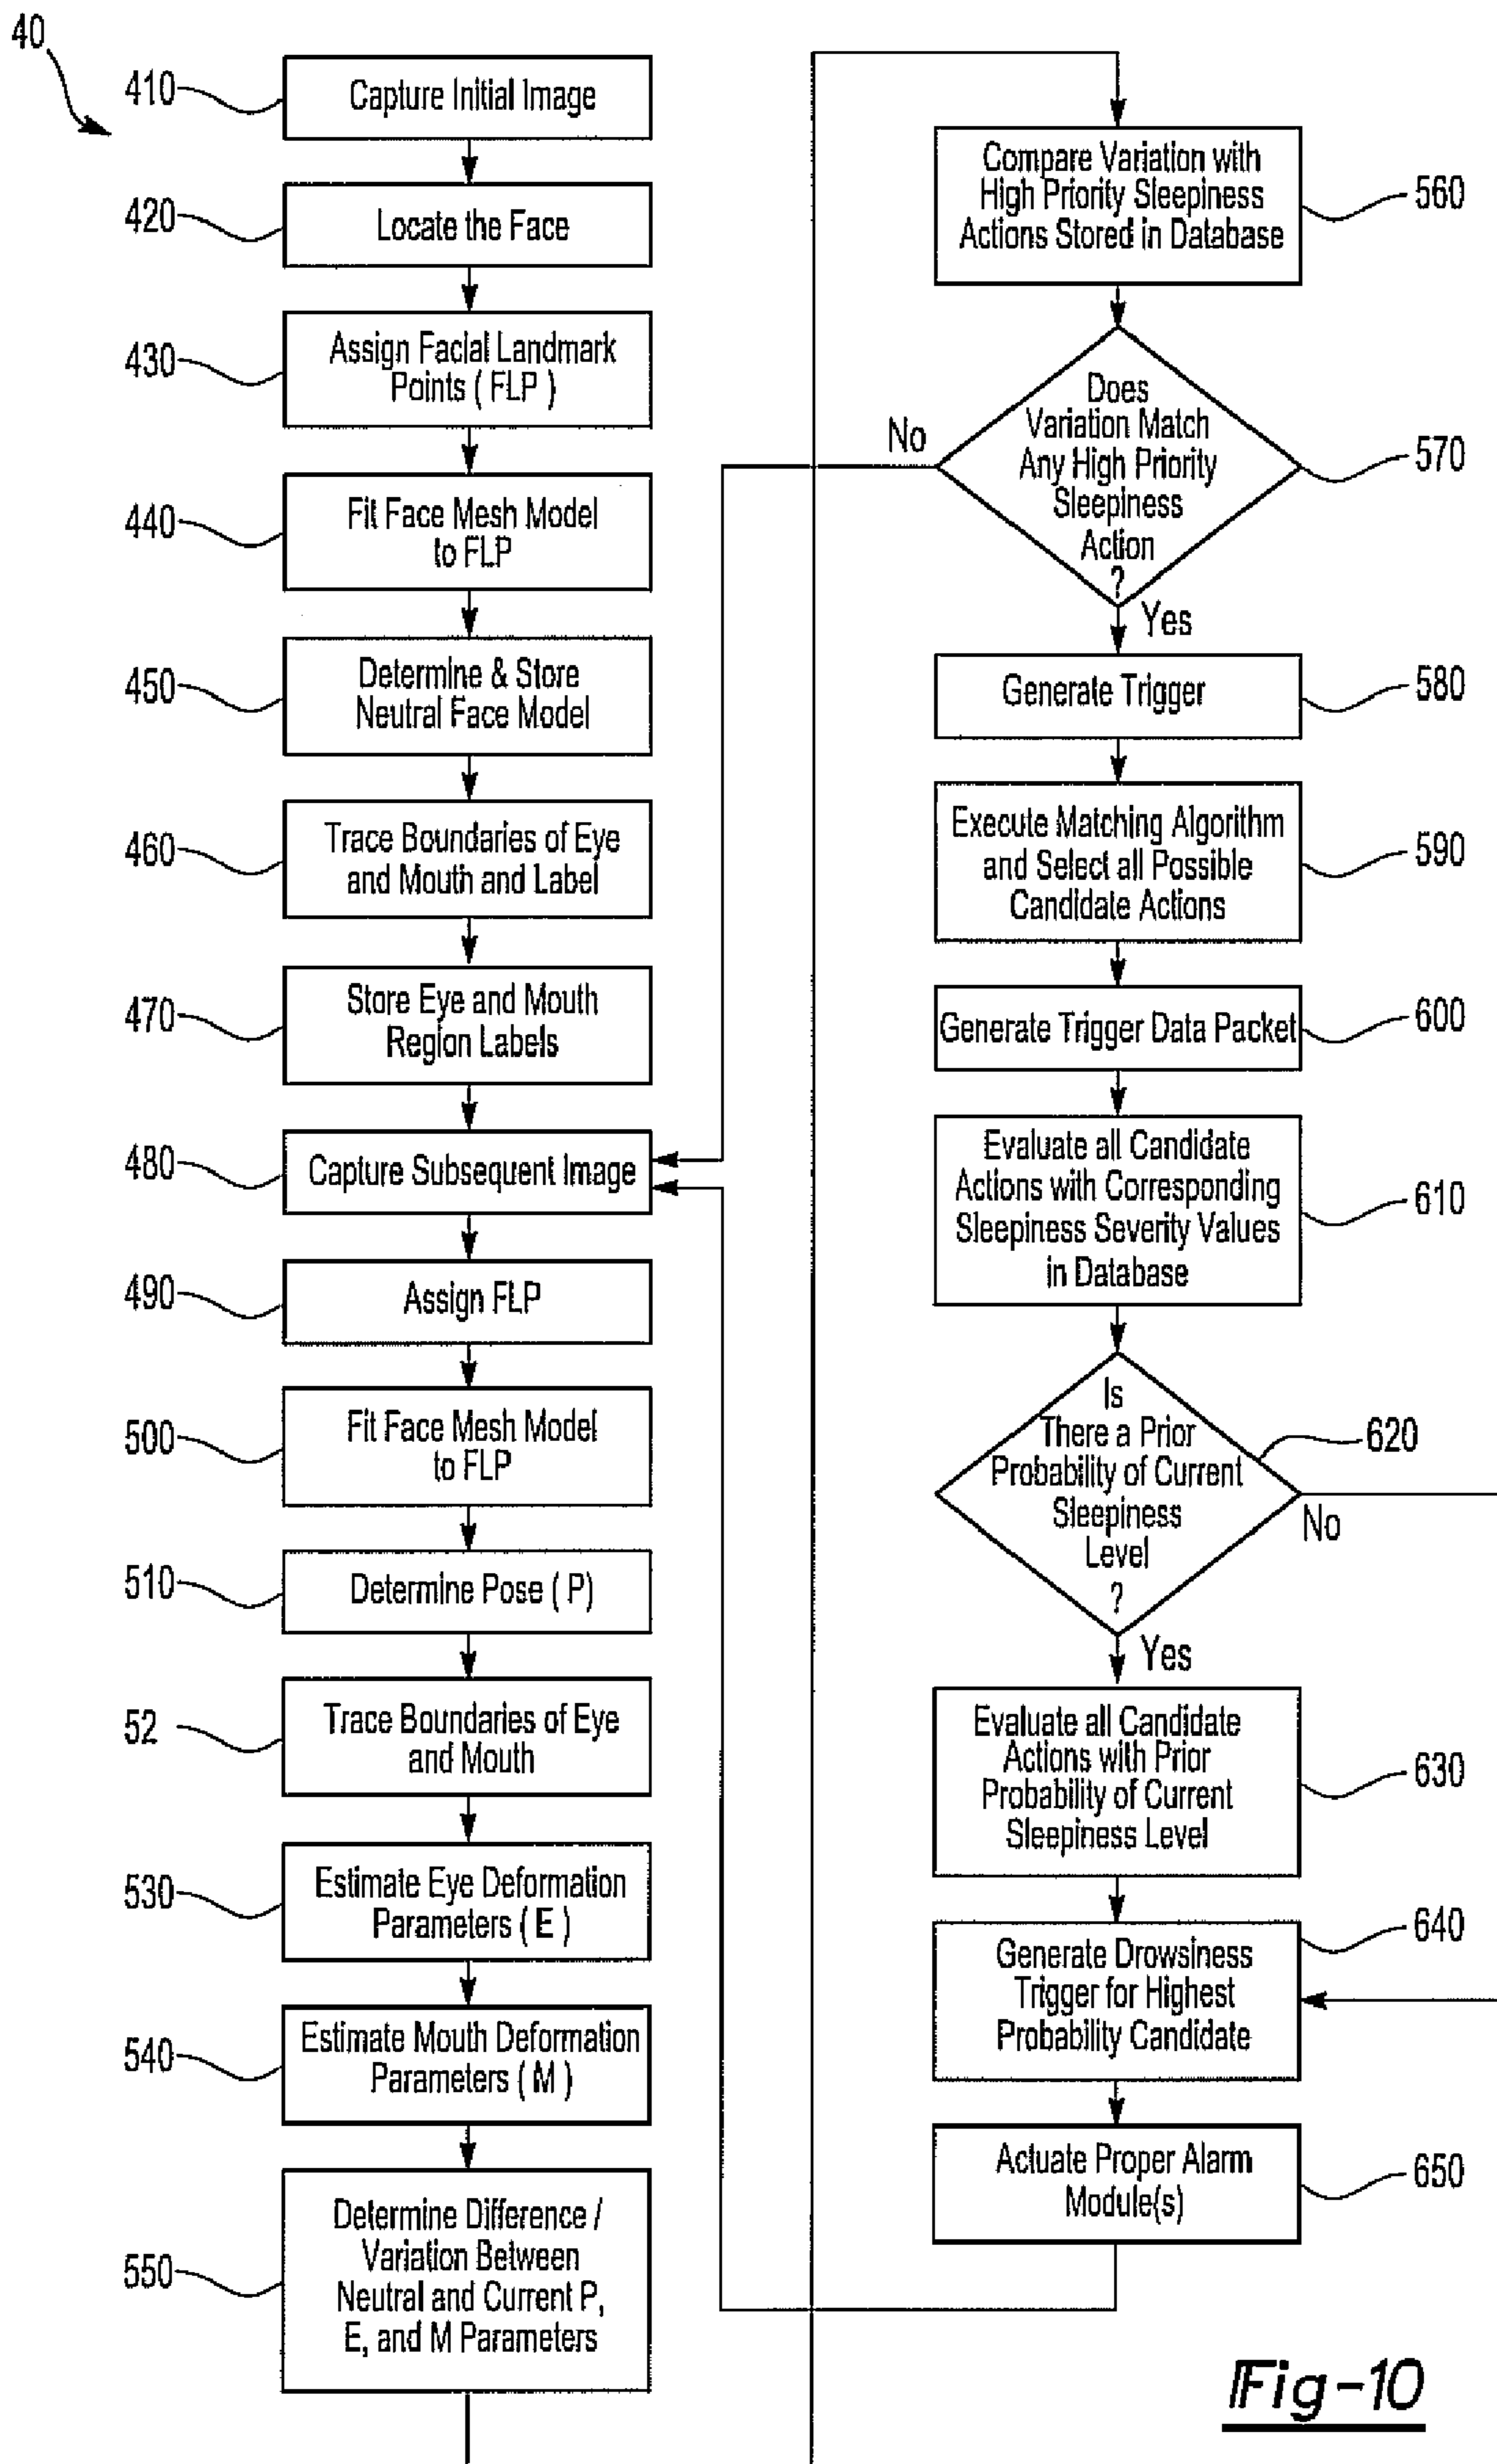 40
410
Capture Initial Image
420
Locate the Face
430
Assign Facial Landmark
Points ( FLP )
440
Fit Face Mesh Model
to FLP
450
Determine & Store
Neutral Face Model
460
Trace Boundaries of Eye
and Mouth and Label
470
Store Eye and Mouth
Region Labels
480
Capture Subsequent Image
490
Assign FLP
500
Fit Face Mesh Model
to FLP
510
Determine Pose ( P)
52
Trace Boundaries of Eye
and Mouth
530
Estimate Eye Deformation
Parameters ( E )
540
Estimate Mouth Deformation
Parameters ( M )
550
Determine Difference /
Variation Between
Neutral and Current P,
E, and M Parameters
Compare Variation with
High Priority Sleepiness
Actions Stored in Database
560
Does
Variation Match
Any High Priority
Sleepiness
Action
?
570
No
Yes
Generate Trigger
580
Execute Matching Algorithm
and Select all Possible
Candidate Actions
590
Generate Trigger Data Packet
600
Evaluate all Candidate
Actions with Corresponding
Sleepiness Severity Values
in Database
610
Is
There a Prior
Probability of Current
Sleepiness
Level
?
620
No
Yes
Evaluate all Candidate
Actions with Prior
Probability of Current
Sleepiness Level
630
Generate Drowsiness
Trigger for Highest
Probability Candidate
640
Actuate Proper Alarm
Module(s)
650
Fig-10